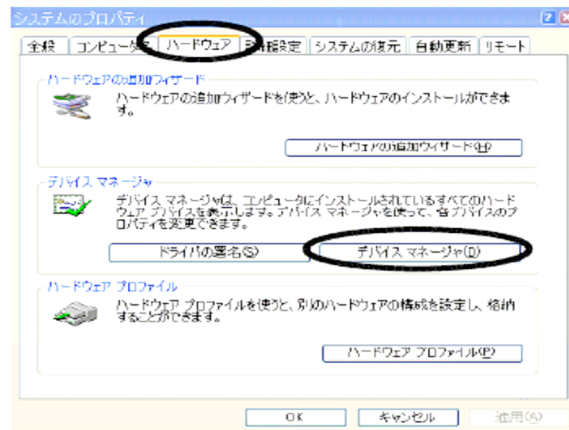 システムのプロパティ
全般 コンピュータ名 ハードウェア 詳細設定 システムの復元 自動更新 リモート
ハードウェアの追加ウィザード
ハードウェアの追加ウィザードを使うと、ハードウェアのインストールができま
す。
ハードウェアの追加ウィザード(H)
デバイス マネージャ
デバイス マネージャは、コンピュータにインストールされているすべてのハード
ウェア デバイスを表示します。デバイス マネージャを使って、各デバイスのプ
ロパティを変更できます。
ドライバの署名(S) デバイス マネージャ(D)
ハードウェア プロファイル
ハードウェア プロファイルを使うと、別のハードウェアの構成を設定し、格納
することができます。
ハードウェア プロファイル(P)
OK キャンセル 適用(A)